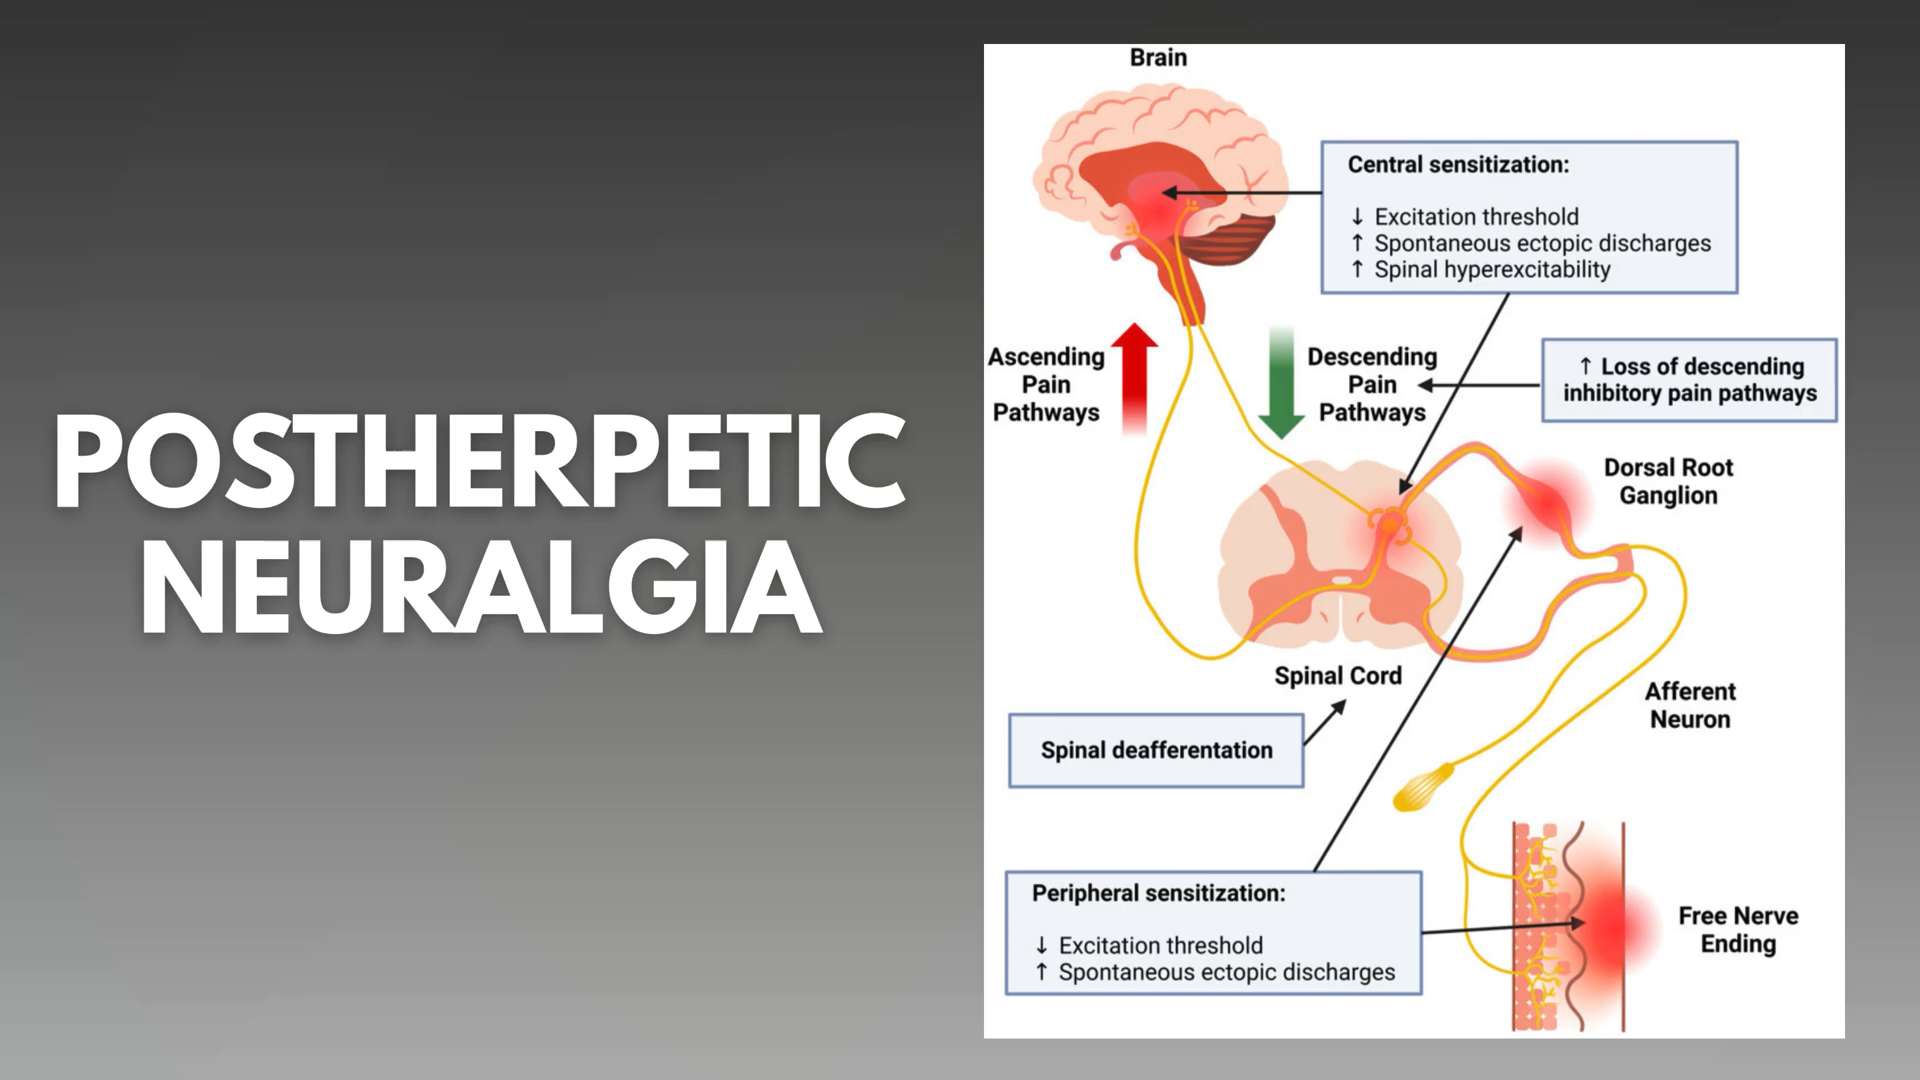 POSTHERPETIC
NEURALGIA
Brain
Central sensitization:
↓ Excitation threshold
↑ Spontaneous ectopic discharges
↑ Spinal hyperexcitability
Ascending
Pain
Pathways
Descending
Pain
Pathways
↑ Loss of descending
inhibitory pain pathways
Dorsal Root
Ganglion
Spinal Cord
Afferent
Neuron
Spinal deafferentation
Peripheral sensitization:
↓ Excitation threshold
↑ Spontaneous ectopic discharges
Free Nerve
Ending